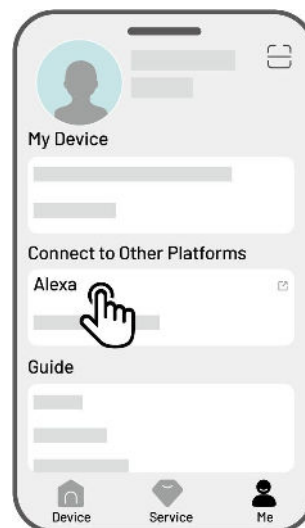 My Device
Connect to Other Platforms
Alexa
Guide
Device Service Me